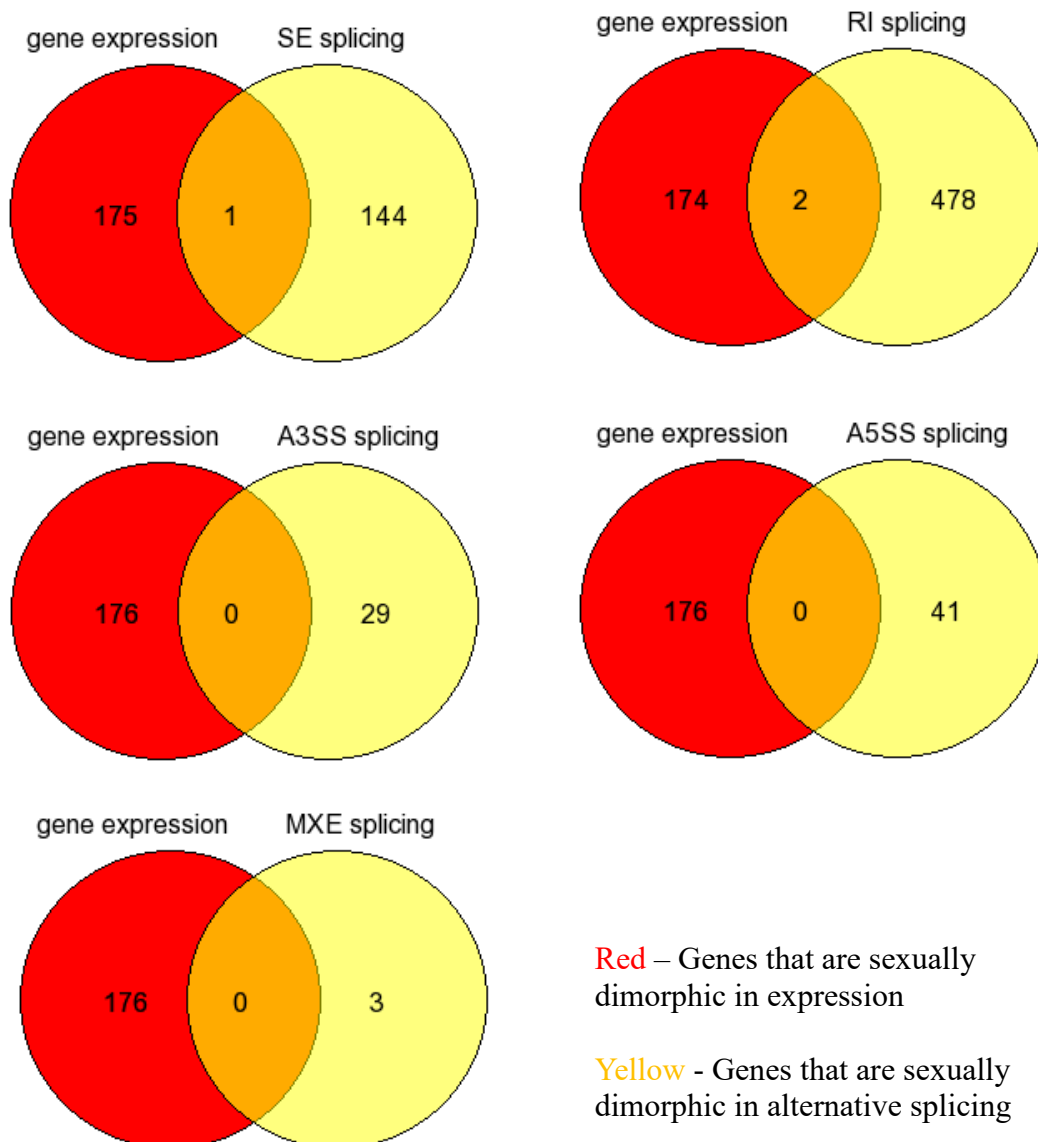 gene expression SE splicing
175 1 144
gene expression RI splicing
174 2 478
gene expression A3SS splicing
176 0 29
gene expression A5SS splicing
176 0 41
gene expression MXE splicing
176 0 3
Red – Genes that are sexually
dimorphic in expression
Yellow - Genes that are sexually
dimorphic in alternative splicing